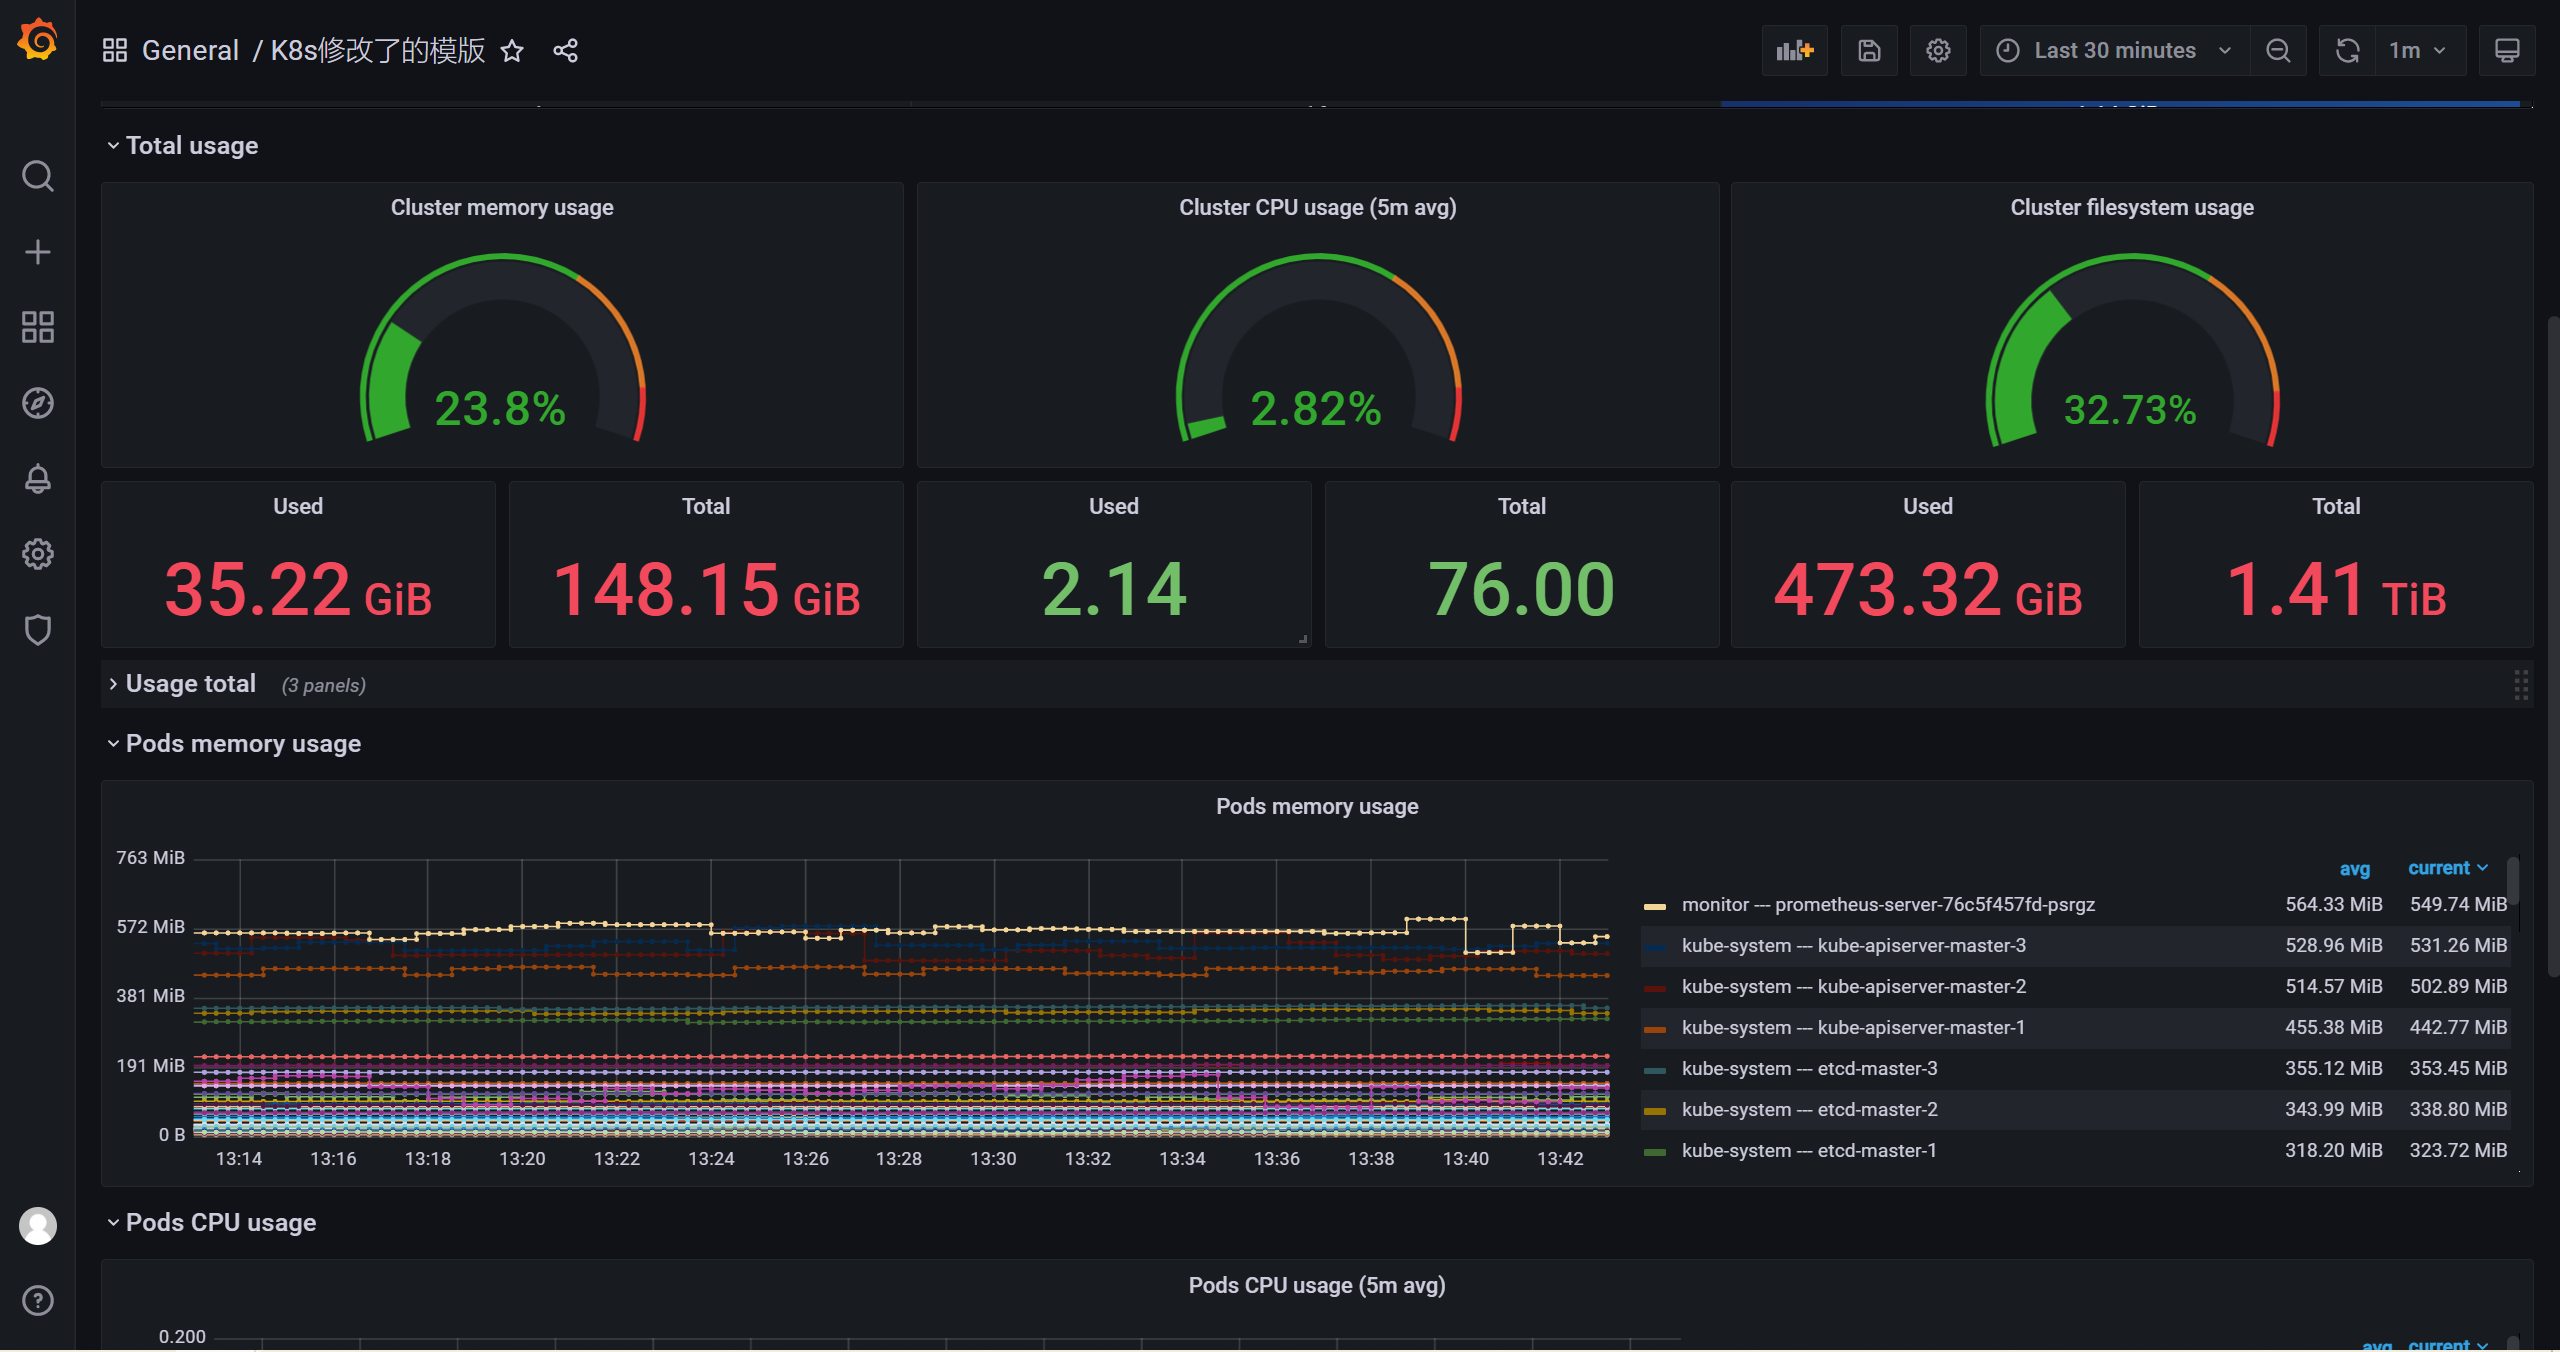 General / K8s修改了的模版
Last 30 minutes
1m
Total usage
Cluster memory usage
Cluster CPU usage (5m avg)
Cluster filesystem usage
23.8%
2.82%
32.73%
Used
Total
Used
Total
Used
Total
35.22 GiB
148.15 GiB
2.14
76.00
473.32 GiB
1.41 TiB
Usage total (3 panels)
Pods memory usage
Pods memory usage
763 MiB
572 MiB
381 MiB
191 MiB
0 B
13:14 13:16 13:18 13:20 13:22 13:24 13:26 13:28 13:30 13:32 13:34 13:36 13:38 13:40 13:42
avg current
monitor --- prometheus-server-76c5f457fd-psrgz 564.33 MiB 549.74 MiB
kube-system --- kube-apiserver-master-3 528.96 MiB 531.26 MiB
kube-system --- kube-apiserver-master-2 514.57 MiB 502.89 MiB
kube-system --- kube-apiserver-master-1 455.38 MiB 442.77 MiB
kube-system --- etcd-master-3 355.12 MiB 353.45 MiB
kube-system --- etcd-master-2 343.99 MiB 338.80 MiB
kube-system --- etcd-master-1 318.20 MiB 323.72 MiB
Pods CPU usage
Pods CPU usage (5m avg)
0.200
avg current